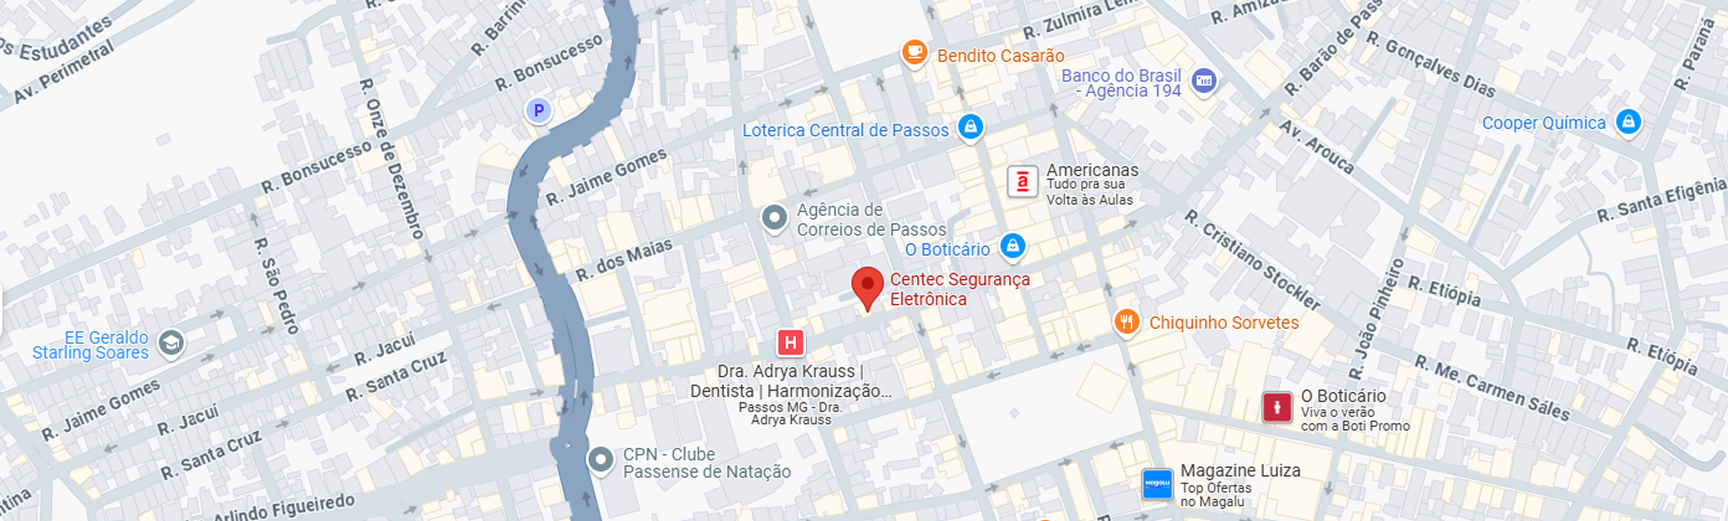 os Estudantes
Av. Perimetral
R. Barrin
R. Bonsucesso
R. Onze de Dezembro
P
R. Bonsucesso
R. Jaime Gomes
R. São Pedro
R. dos Maias
EE Geraldo
Starling Soares
R. Jacuí
R. Santa Cruz
R. Jaime Gomes
R. Jacuí
R. Santa Cruz
Arlindo Figueiredo
ntina
Bendito Casarão
R. Zulmira Lem
R. Amiza
Banco do Brasil
- Agência 194
Loterica Central de Passos
a
Americanas
Tudo pra sua
Volta às Aulas
Agência de
Correios de Passos
O Boticário
Centec Segurança
Eletrônica
H
Dra. Adrya Krauss |
Dentista | Harmonização...
Passos MG - Dra.
Adrya Krauss
CPN - Clube
Passense de Natação
Chiquinho Sorvetes
R. Barão de Pass
R. Gonçalves Dias
R. Paraná
Cooper Química
Av. Arouca
R. Santa Efigênia
R. Cristiano Stockler
R. João Pinheiro
R. Etiópia
R. Etiópia
R. Me. Carmen Sáles
O Boticário
Viva o verão
com a Boti Promo
Magalu
Magazine Luiza
Top Ofertas
no Magalu
R